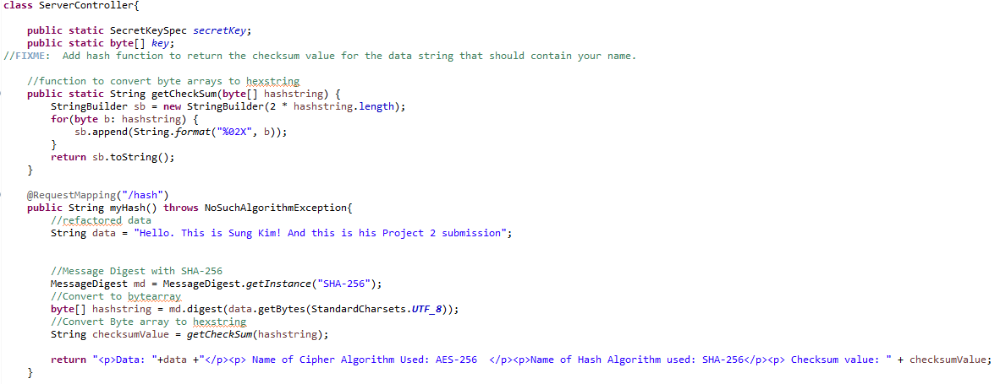 class ServerController{
public static SecretKeySpec secretKey;
public static byte[] key;
//FIXME:  Add hash function to return the checksum value for the data string that should contain your name.
//function to convert byte arrays to hexstring
public static String getCheckSum(byte[] hashstring) {
StringBuilder sb = new StringBuilder(2 * hashstring.length);
for(byte b: hashstring) {
sb.append(String.format("%02X", b));
}
return sb.toString();
}
@RequestMapping("/hash")
public String myHash() throws NoSuchAlgorithmException{
//refactored data
String data = "Hello. This is Sung Kim! And this is his Project 2 submission";
//Message Digest with SHA-256
MessageDigest md = MessageDigest.getInstance("SHA-256");
//Convert to bytearray
byte[] hashstring = md.digest(data.getBytes(StandardCharsets.UTF_8));
//Convert Byte array to hexstring
String checksumValue = getCheckSum(hashstring);
return "<p>Data: "+data +"</p><p> Name of Cipher Algorithm Used: AES-256  </p><p>Name of Hash Algorithm used: SHA-256</p><p> Checksum value: " + checksumValue;
}